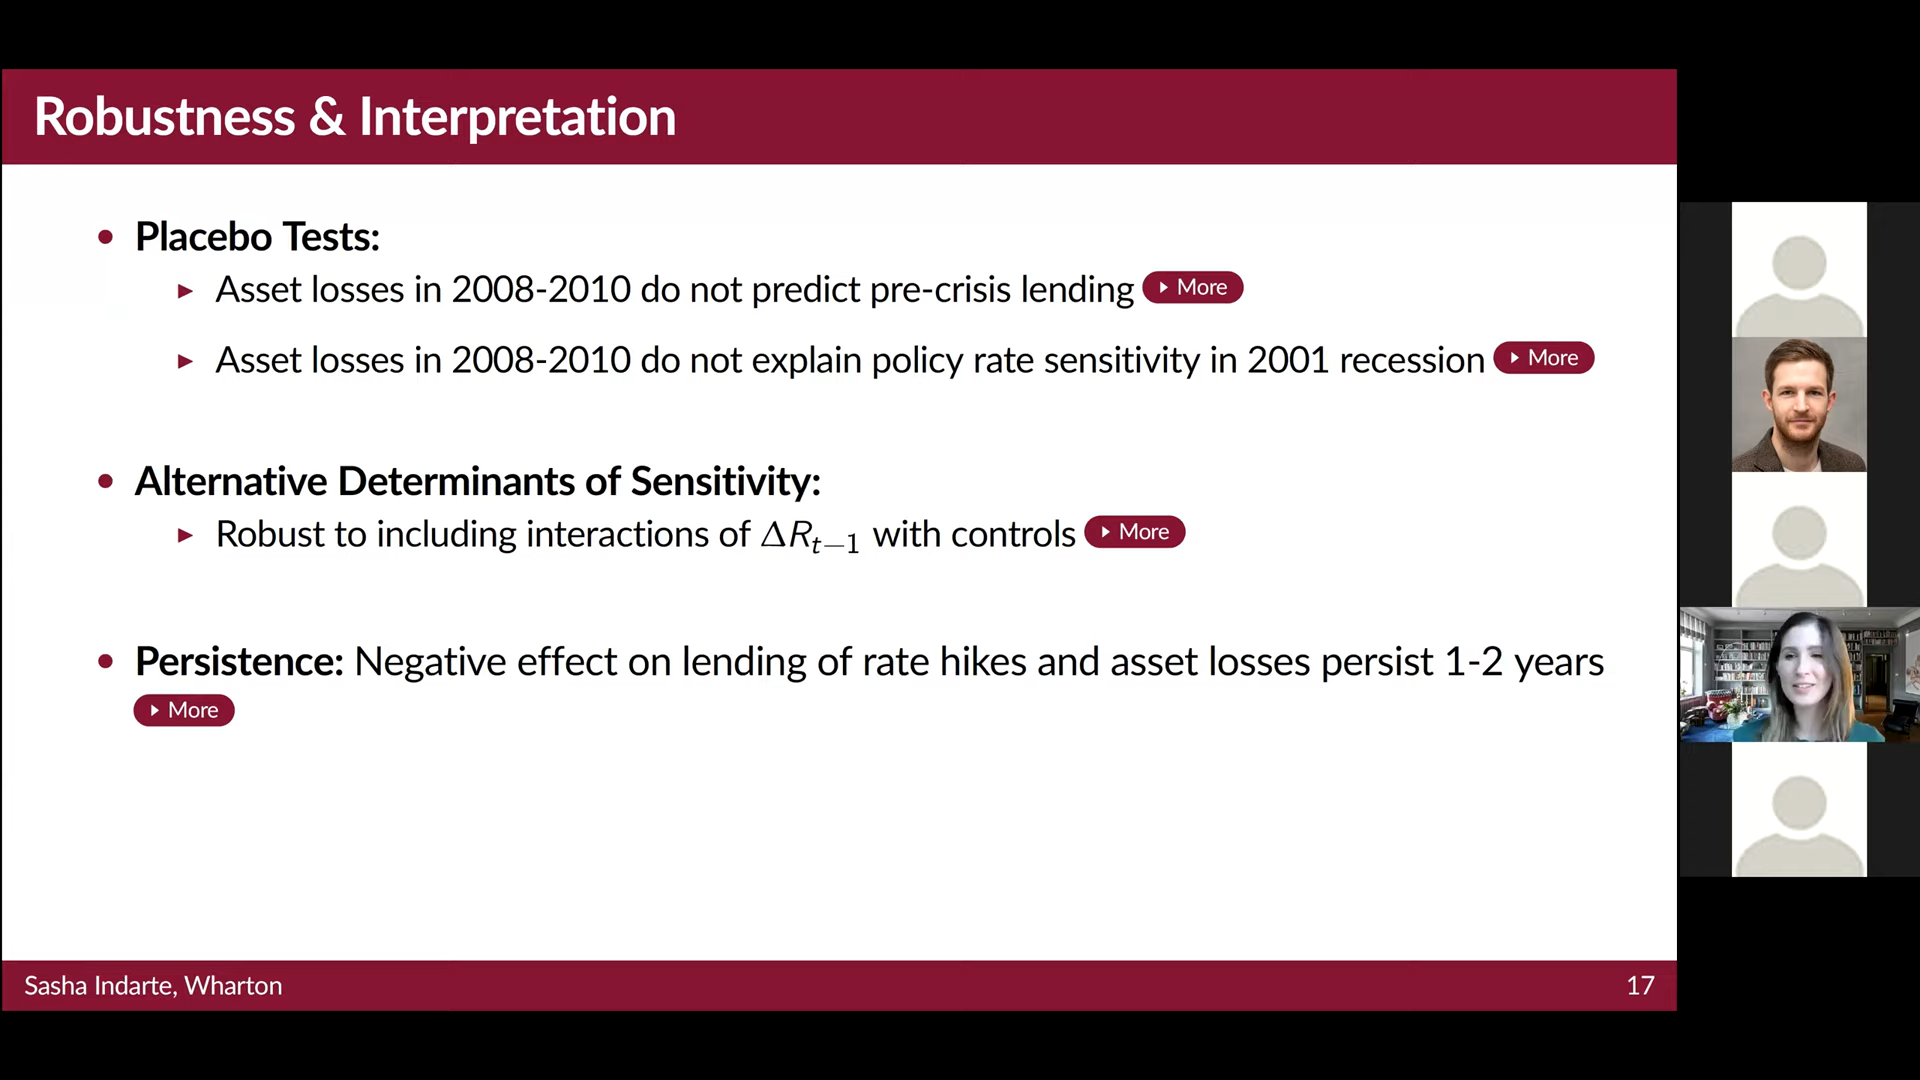 Robustness & Interpretation
• Placebo Tests:
▶ Asset losses in 2008-2010 do not predict pre-crisis lending ▶ More
▶ Asset losses in 2008-2010 do not explain policy rate sensitivity in 2001 recession ▶ More
• Alternative Determinants of Sensitivity:
▶ Robust to including interactions of ΔR_{t−1} with controls ▶ More
• Persistence: Negative effect on lending of rate hikes and asset losses persist 1-2 years
▶ More
Sasha Indarte, Wharton
17